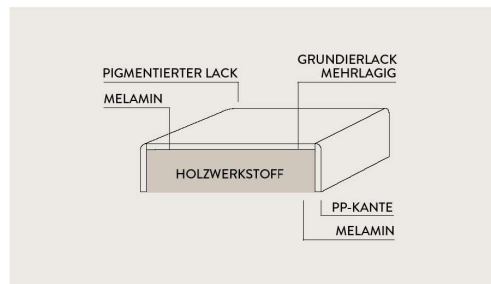 GRUNDIERLACK
MEHRLAGIG
PIGMENTIERTER LACK
MELAMIN
HOLZWERKSTOFF
PP-KANTE
MELAMIN